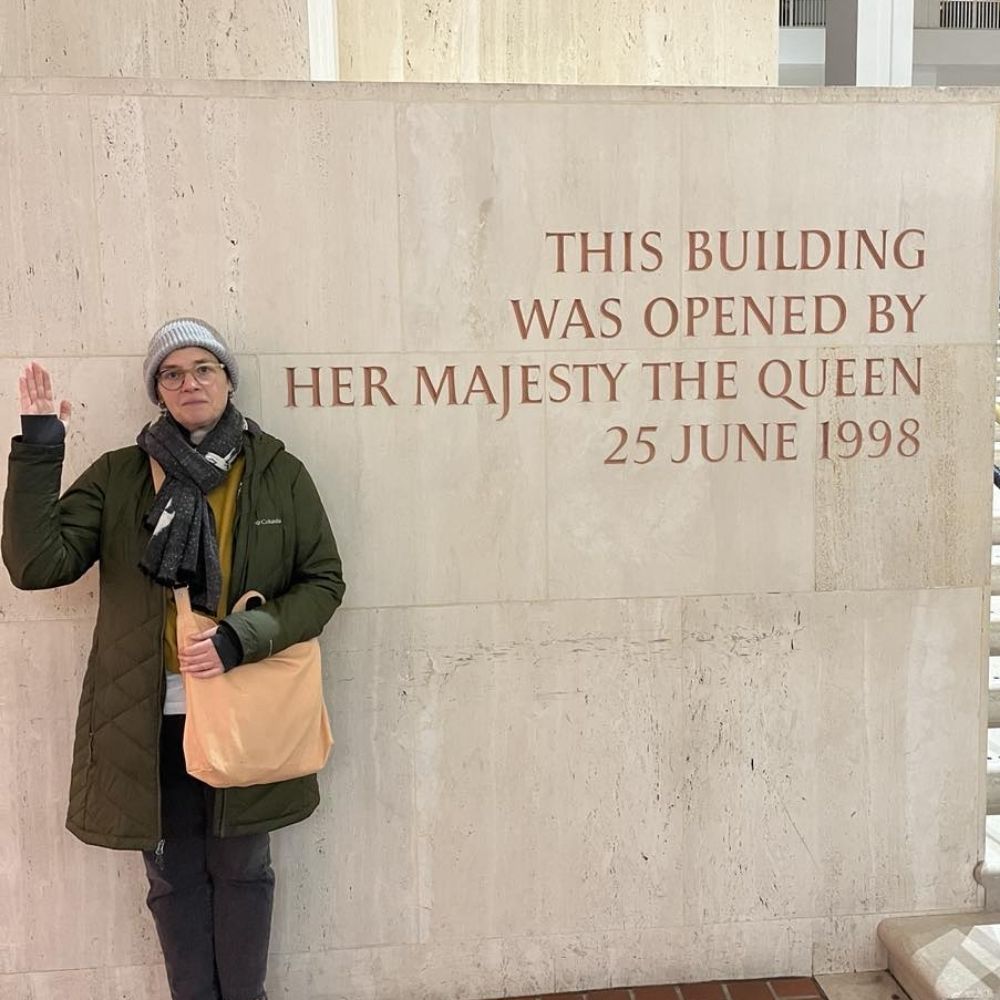 THIS BUILDING
WAS OPENED BY
HER MAJESTY THE QUEEN
25 JUNE 1998
Columbia